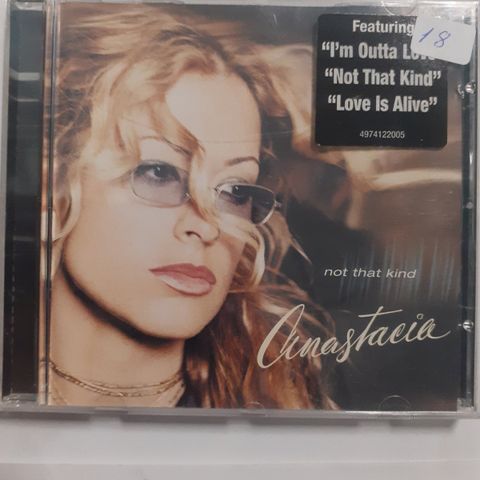 Featuring
18
"I'm Outta Love"
"Not That Kind"
"Love Is Alive"
4974122005
not that kind
Anastacia